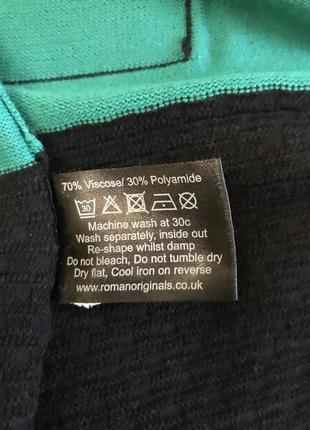 70% Viscose/ 30% Polyamide
30
Machine wash at 30c
Wash separately, inside out
Re-shape whilst damp
Do not bleach, Do not tumble dry
Dry flat, Cool iron on reverse
www.romanoriginals.co.uk